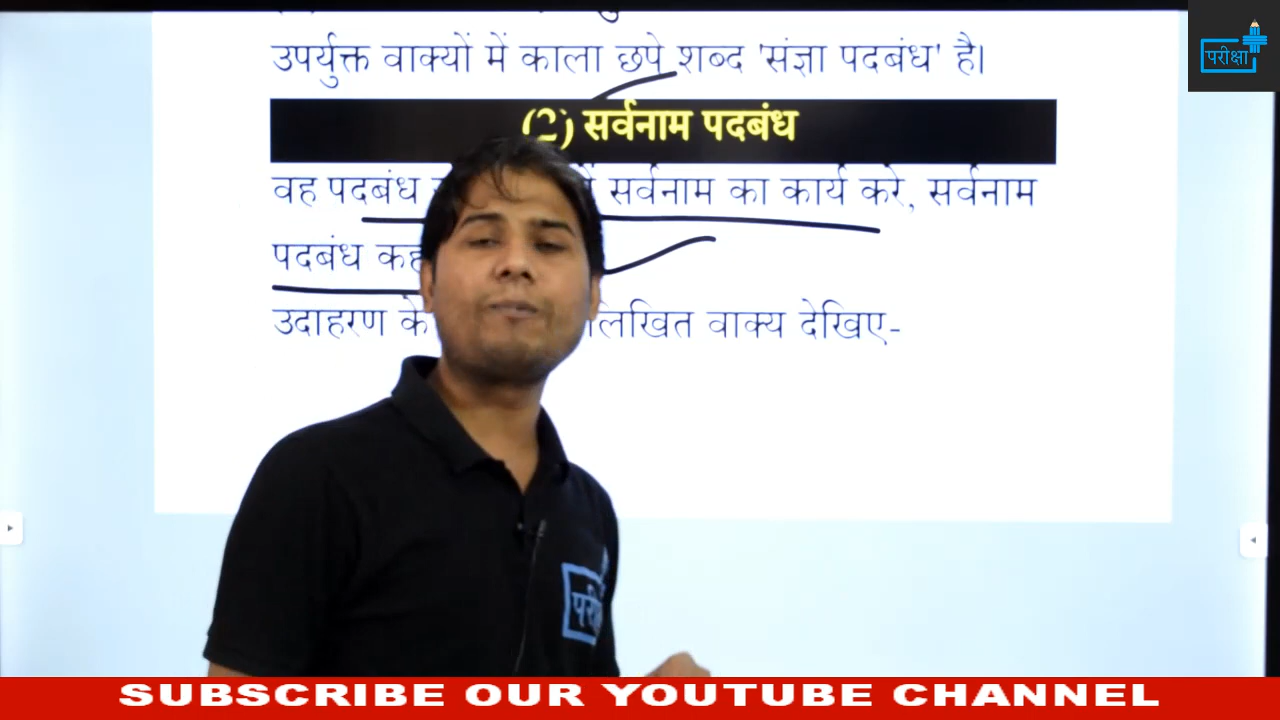 उपर्युक्त वाक्यों में काला छपे शब्द 'संज्ञा पदबंध' है।
परीक्षा
(2) सर्वनाम पदबंध
वह पदबंध सर्वनाम का कार्य करे, सर्वनाम
पदबंध
उदाहरण के वाक्य देखिए-
SUBSCRIBE OUR YOUTUBE CHANNEL